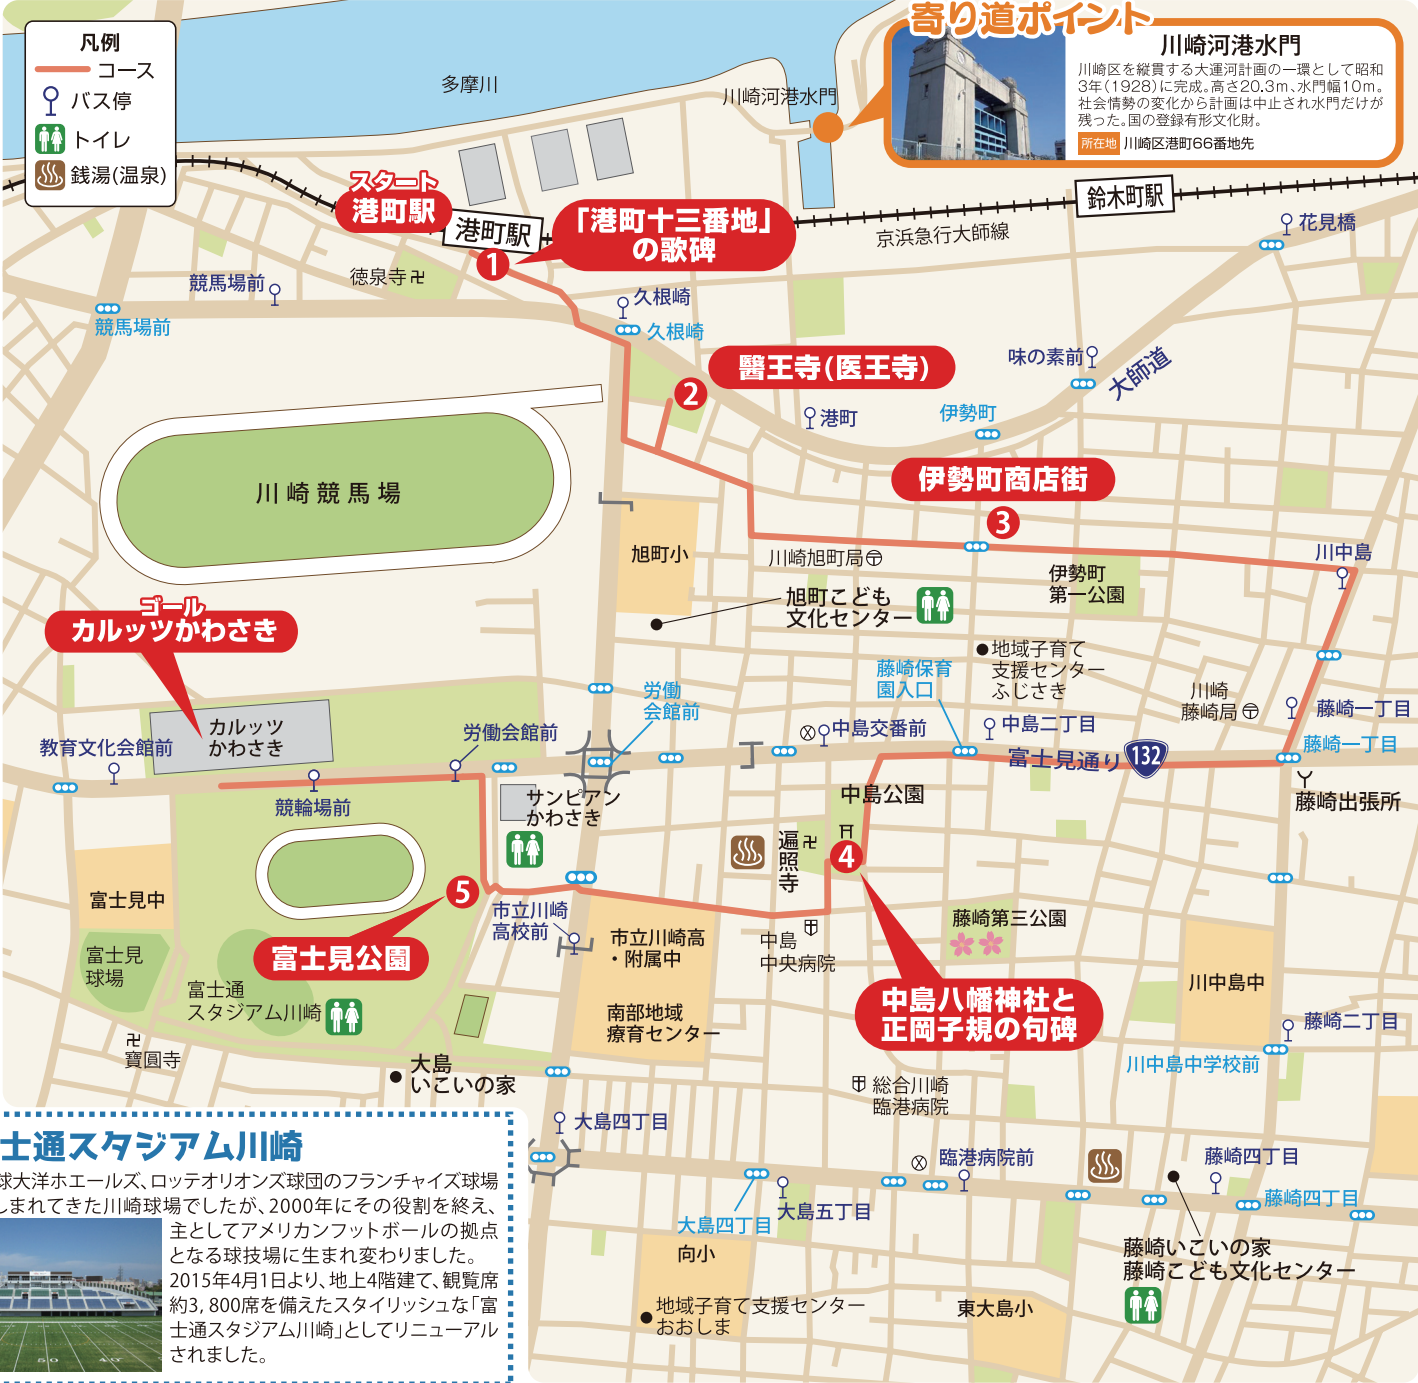 凡例
コース
バス停
トイレ
銭湯(温泉)
多摩川
川崎河港水門
寄り道ポイント
川崎河港水門
川崎区を縦貫する大運河計画の一環として昭和
3年(1928)に完成。高さ20.3m、水門幅10m。
社会情勢の変化から計画は中止され水門だけが
残った。国の登録有形文化財。
所在地 川崎区港町66番地先
スタート
港町駅
港町駅
「港町十三番地」
の歌碑
1
鈴木町駅
京浜急行大師線
花見橋
徳泉寺
競馬場前
競馬場前
久根崎
久根崎
醫王寺(医王寺)
2
味の素前
大師道
港町
伊勢町
川崎競馬場
伊勢町商店街
3
旭町小
川崎旭町局
伊勢町
第一公園
川中島
旭町こども
文化センター
ゴール
カルッツかわさき
地域子育て
支援センター
ふじさき
藤崎保育
園入口
川崎
藤崎局
藤崎一丁目
藤崎一丁目
労働
会館前
カルッツ
かわさき
教育文化会館前
労働会館前
中島交番前
中島二丁目
富士見通り
132
競輪場前
サンピアン
かわさき
中島公園
藤崎出張所
遍照寺
4
富士見中
5
市立川崎
高校前
富士見公園
市立川崎高
・附属中
中島
中央病院
藤崎第三公園
富士見
球場
富士通
スタジアム川崎
南部地域
療育センター
中島八幡神社と
正岡子規の句碑
川中島中
藤崎二丁目
川中島中学校前
寶圓寺
大島
いこいの家
総合川崎
臨港病院
大島四丁目
臨港病院前
藤崎四丁目
藤崎四丁目
大島四丁目
大島五丁目
向小
藤崎いこいの家
藤崎こども文化センター
地域子育て支援センター
おおしま
東大島小
士通スタジアム川崎
球大洋ホエールズ、ロッテオリオンズ球団のフランチャイズ球場
しまれてきた川崎球場でしたが、2000年にその役割を終え、
主としてアメリカンフットボールの拠点
となる球技場に生まれ変わりました。
2015年4月1日より、地上4階建て、観覧席
約3,800席を備えたスタイリッシュな「富
士通スタジアム川崎」としてリニューアル
されました。